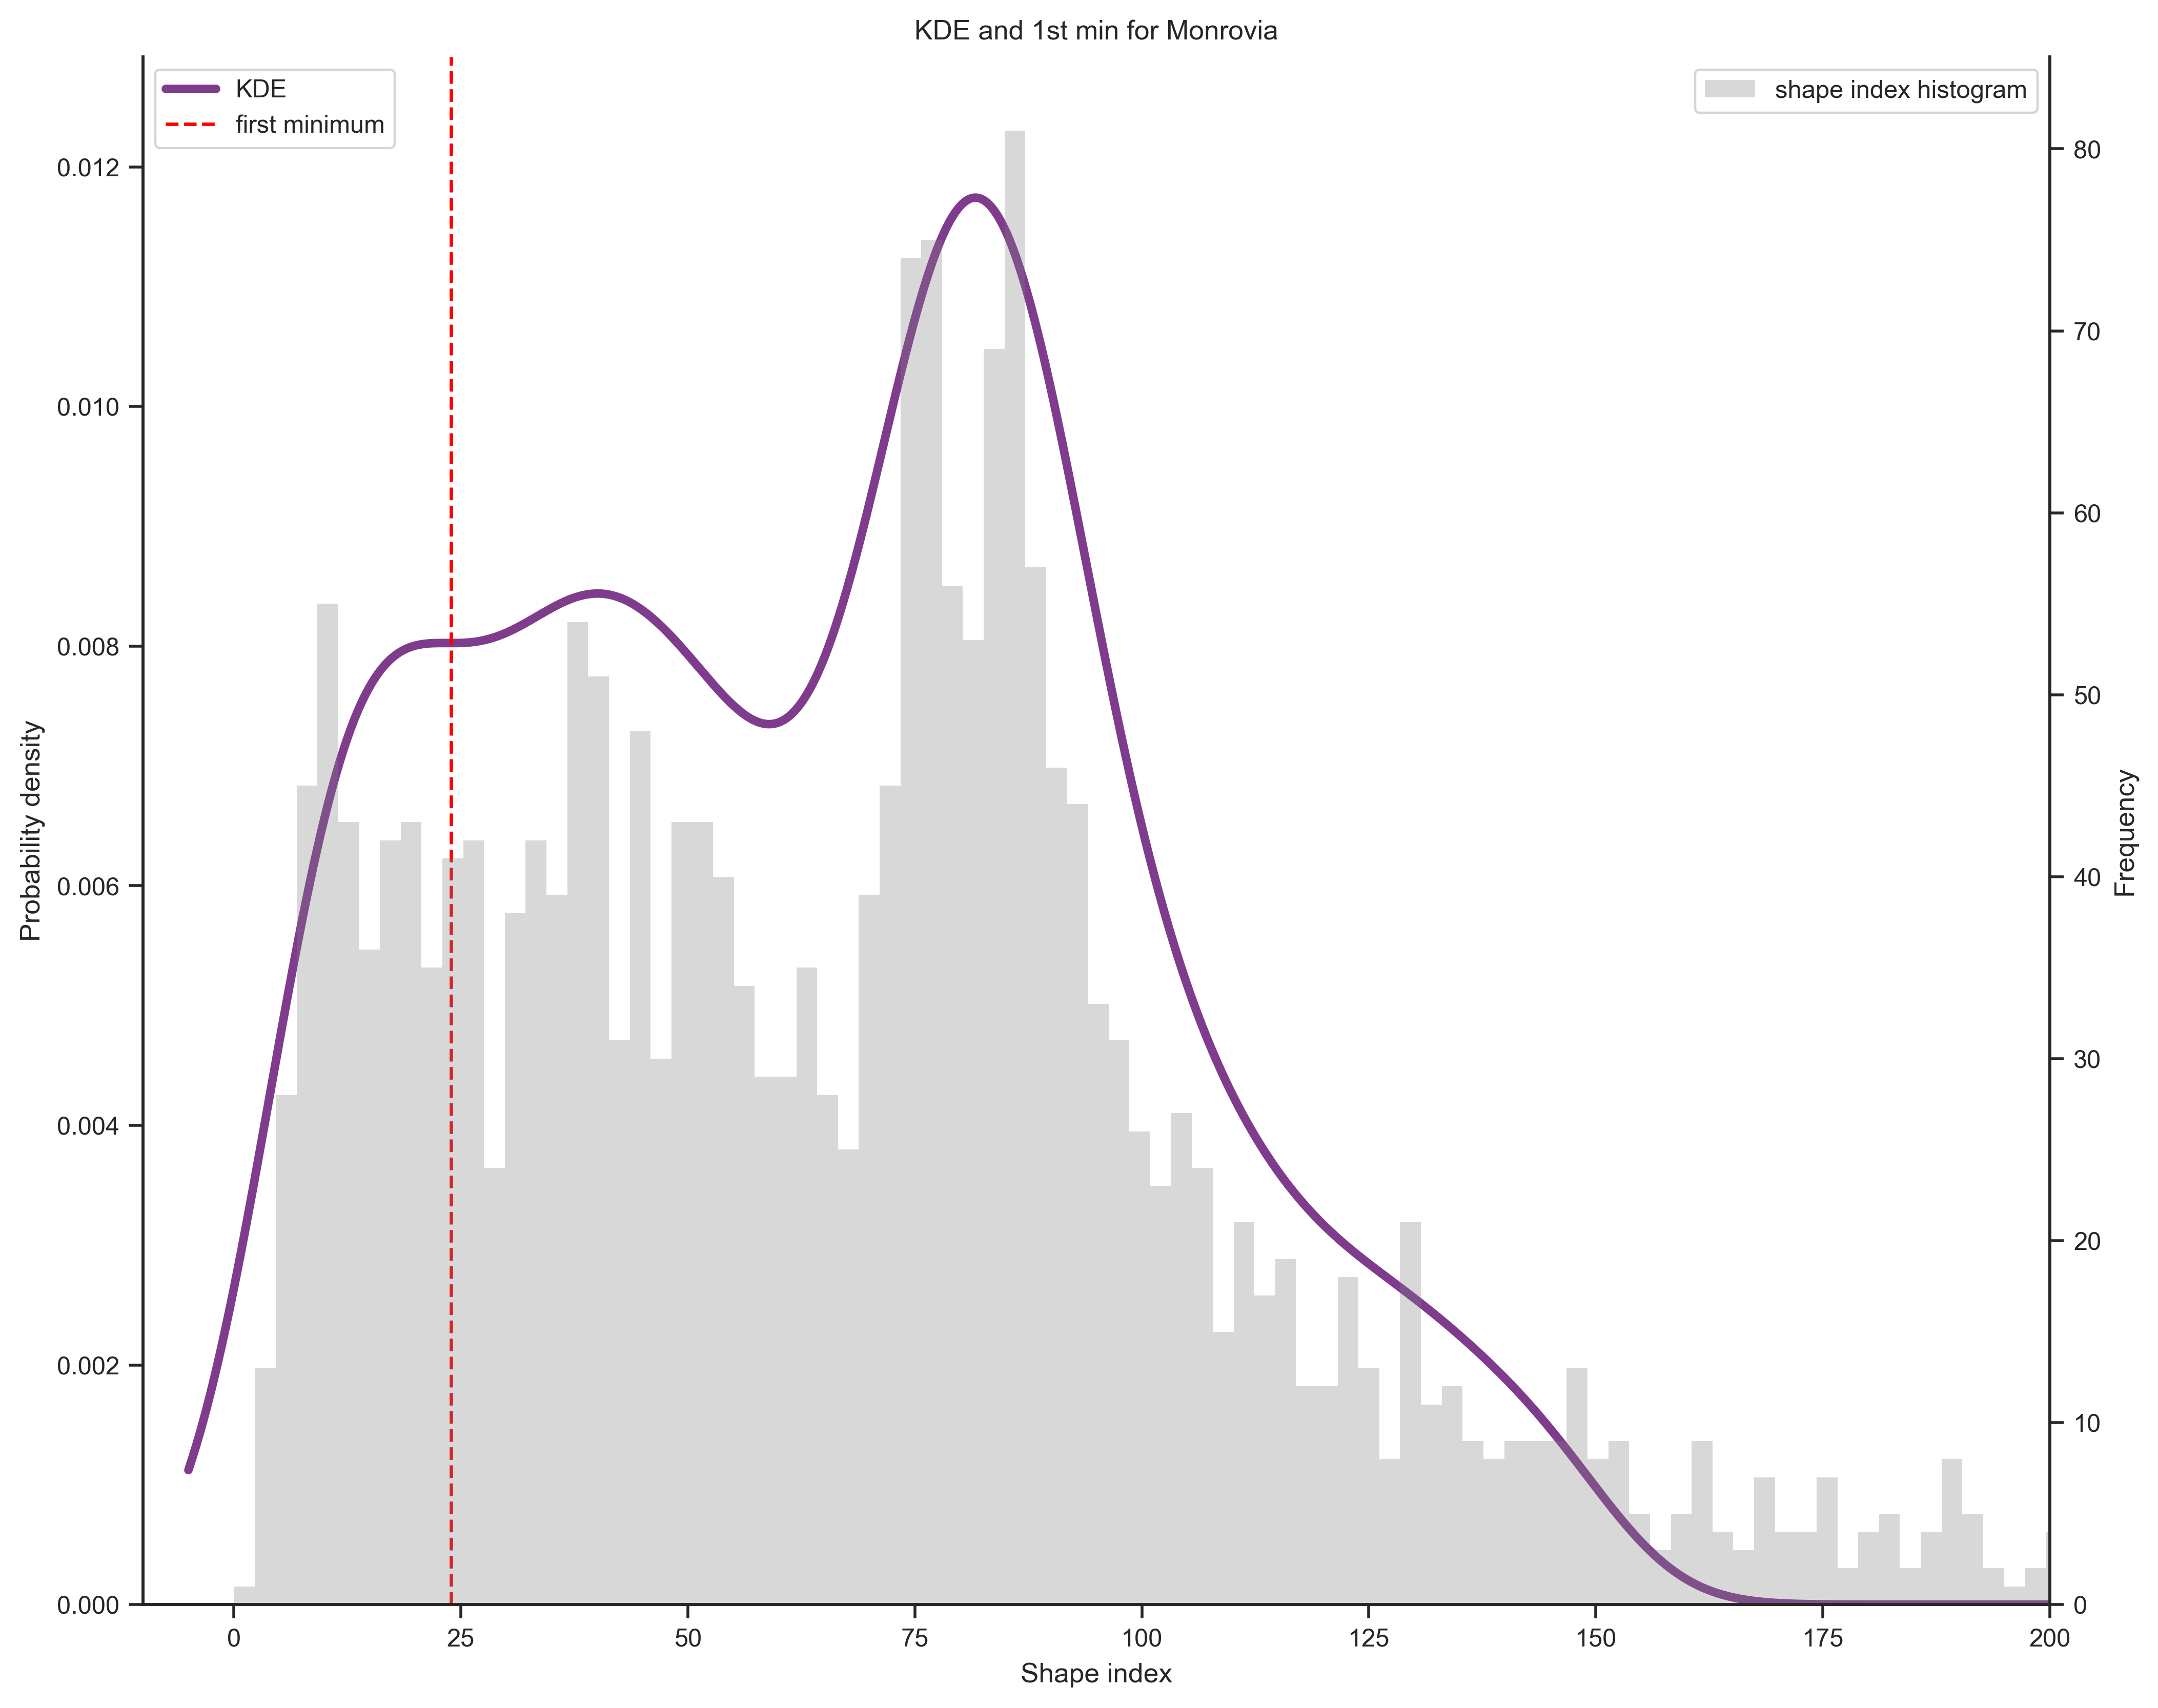 KDE and 1st min for Monrovia
KDE
first minimum
shape index histogram
0.012
0.010
0.008
0.006
0.004
0.002
0.000
Probability density
80
70
60
50
40
30
20
10
0
Frequency
0 25 50 75 100 125 150 175 200
Shape index